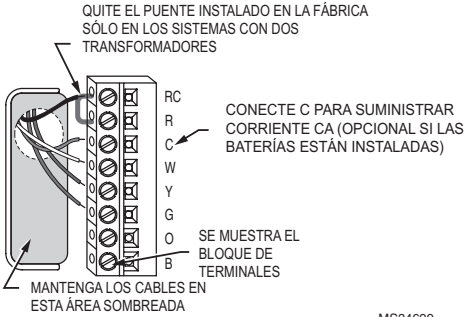 QUITE EL PUENTE INSTALADO EN LA FÁBRICA
SÓLO EN LOS SISTEMAS CON DOS
TRANSFORMADORES
RC
R
C
W
Y
G
O
B
CONECTE C PARA SUMINISTRAR
CORRIENTE CA (OPCIONAL SI LAS
BATERÍAS ESTÁN INSTALADAS)
SE MUESTRA EL
BLOQUE DE
TERMINALES
MANTENGA LOS CABLES EN
ESTA ÁREA SOMBREADA